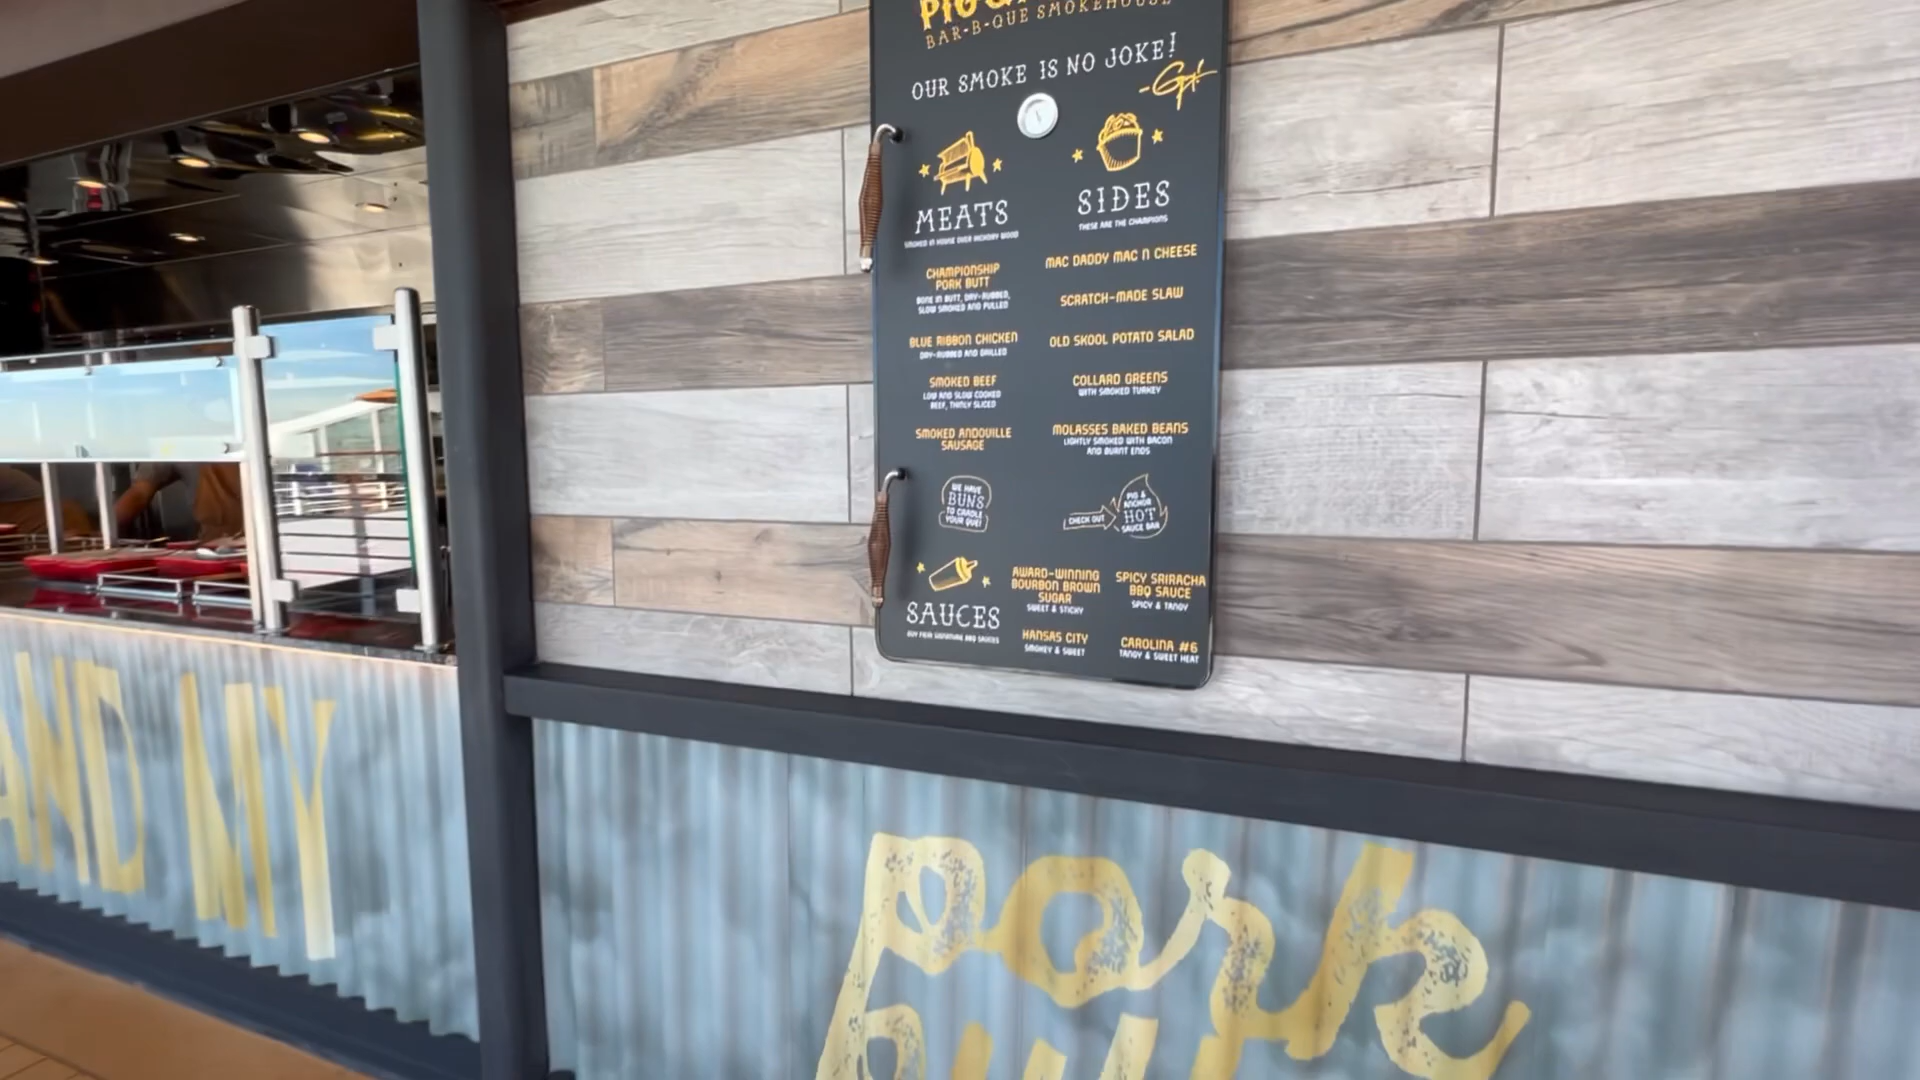 PIG &
BAR-B-QUE SMOKEHOUSE
OUR SMOKE IS NO JOKE!
MEATS
SMOKED IN HOUSE OVER HICKORY WOOD
CHAMPIONSHIP
PORK BUTT
BONE IN BUTT, DRY-RUBBED,
SLOW SMOKED AND PULLED
BLUE RIBBON CHICKEN
DRY-RUBBED AND GRILLED
SMOKED BEEF
LOW AND SLOW COOKED
BEEF, THINLY SLICED
SMOKED ANDOUILLE
SAUSAGE
WE HAVE
BUNS
TO CRADLE
YOUR QUE!
SIDES
THESE ARE THE CHAMPIONS
MAC DADDY MAC N CHEESE
SCRATCH-MADE SLAW
OLD SKOOL POTATO SALAD
COLLARD GREENS
WITH SMOKED TURKEY
MOLASSES BAKED BEANS
LIGHTLY SMOKED WITH BACON
AND BURNT ENDS
CHECK OUT
PIG &
ANCHOR
HOT
SAUCE BAR
SAUCES
GUY FIERI SIGNATURE BBQ SAUCES
AWARD-WINNING
BOURBON BROWN
SUGAR
SWEET & STICKY
SPICY SRIRACHA
BBQ SAUCE
SPICY & TANGY
KANSAS CITY
SMOKEY & SWEET
CAROLINA #6
TANGY & SWEET HEAT
AND MY
Pork